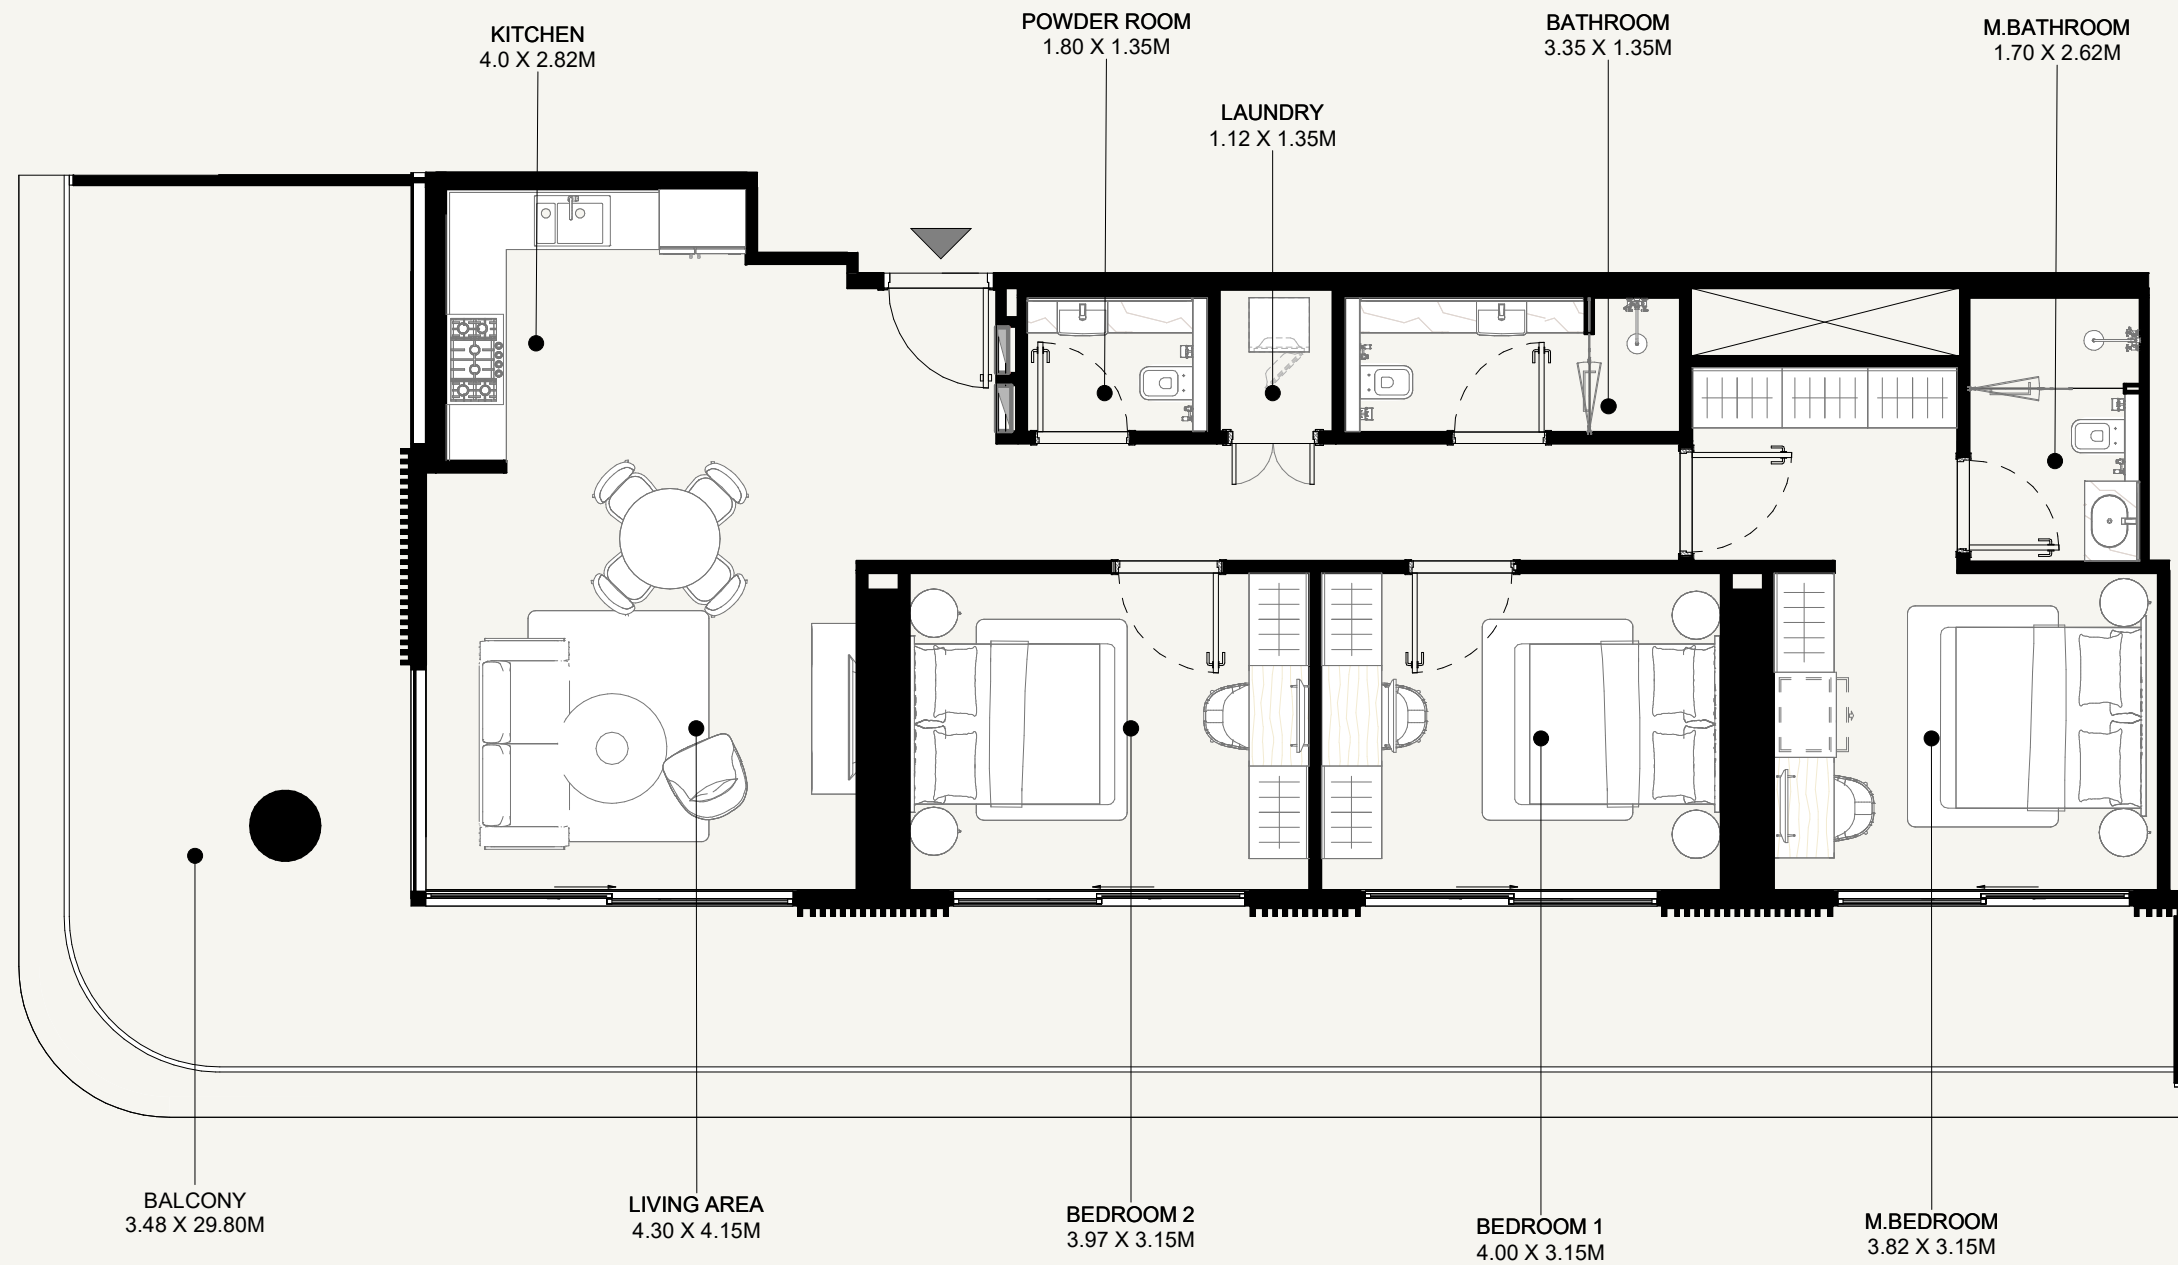 KITCHEN
4.0 X 2.82M
POWDER ROOM
1.80 X 1.35M
LAUNDRY
1.12 X 1.35M
BATHROOM
3.35 X 1.35M
M.BATHROOM
1.70 X 2.62M
BALCONY
3.48 X 29.80M
LIVING AREA
4.30 X 4.15M
BEDROOM 2
3.97 X 3.15M
BEDROOM 1
4.00 X 3.15M
M.BEDROOM
3.82 X 3.15M